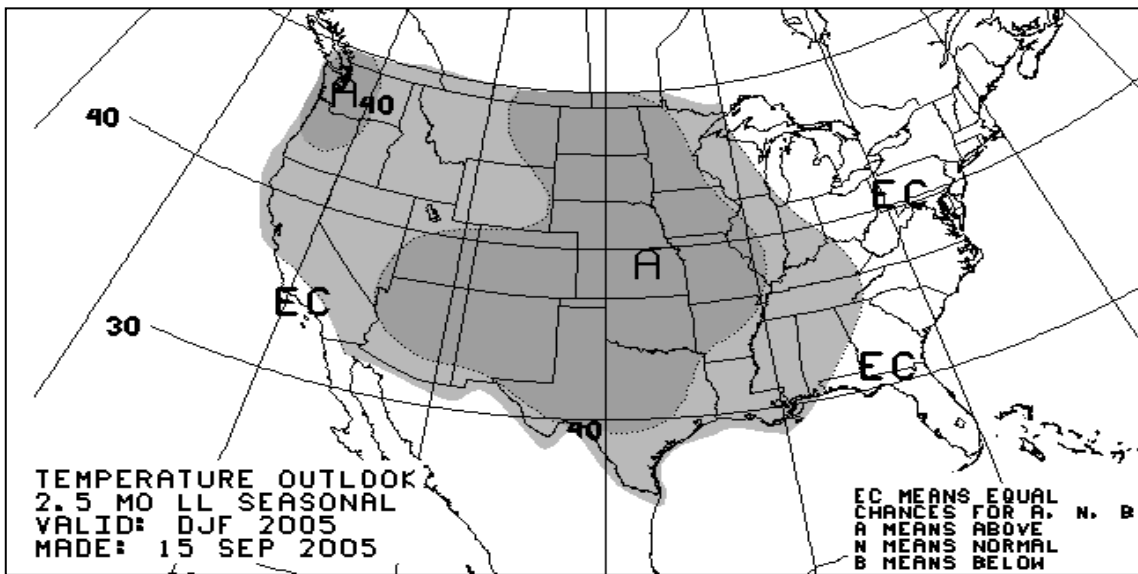 A 40
40
EC
A
EC
30
EC
40
TEMPERATURE OUTLOOK
2.5 MO LL SEASONAL
VALID: DJF 2005
MADE: 15 SEP 2005
EC MEANS EQUAL
CHANCES FOR A, N, B
A MEANS ABOVE
N MEANS NORMAL
B MEANS BELOW